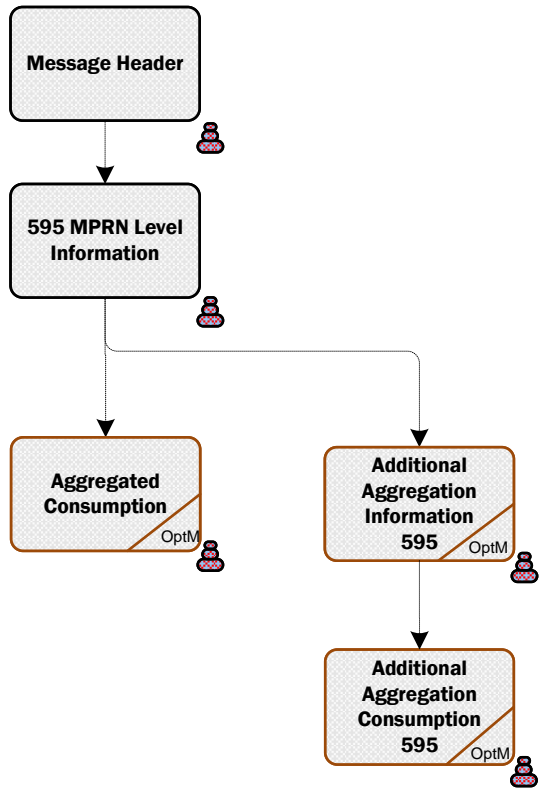 Message Header
595 MPRN Level
Information
Aggregated
Consumption
OptM
Additional
Aggregation
Information
595
OptM
Additional
Aggregation
Consumption
595
OptM